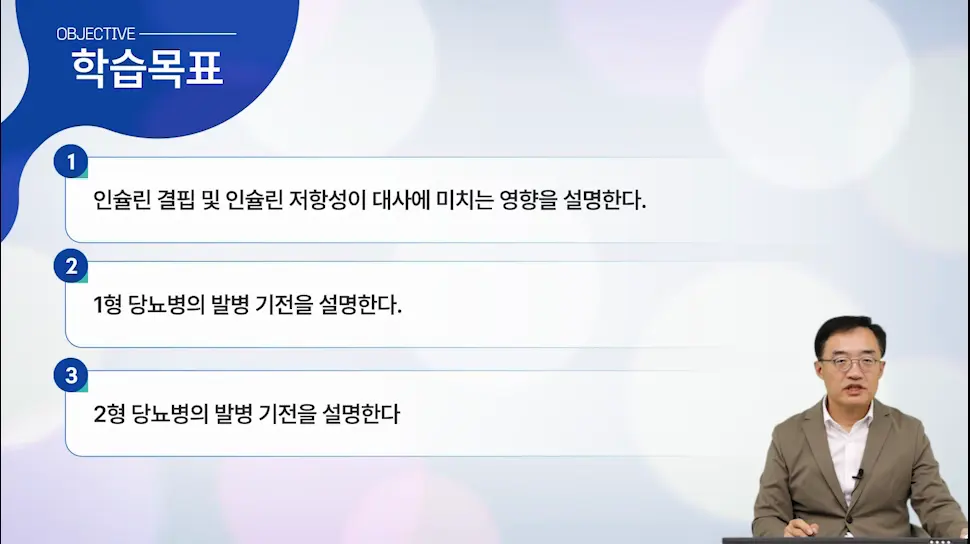 OBJECTIVE
학습목표
1
인슐린 결핍 및 인슐린 저항성이 대사에 미치는 영향을 설명한다.
2
1형 당뇨병의 발병 기전을 설명한다.
3
2형 당뇨병의 발병 기전을 설명한다